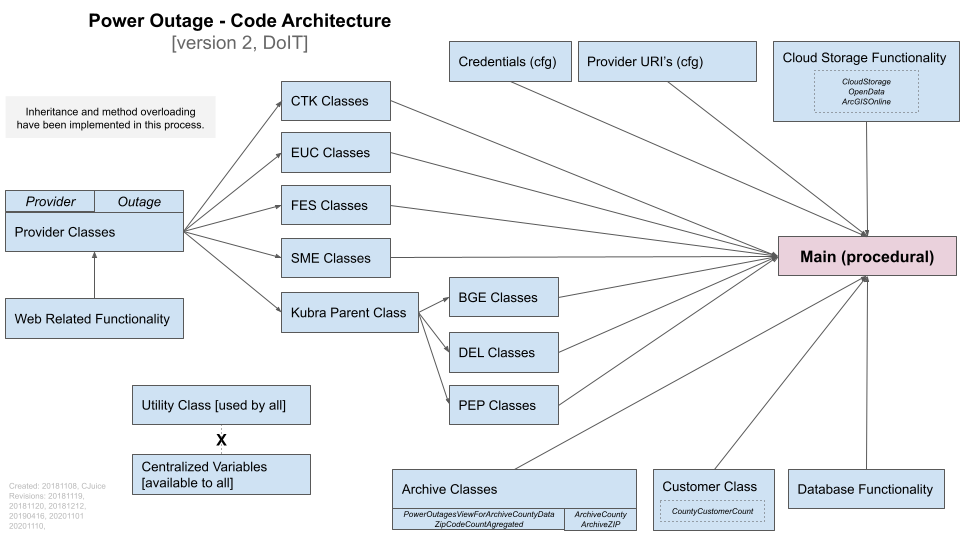 Power Outage - Code Architecture
[version 2, DoIT]
Inheritance and method overloading
have been implemented in this process.
Provider
Outage
Provider Classes
Web Related Functionality
CTK Classes
EUC Classes
FES Classes
SME Classes
Kubra Parent Class
BGE Classes
DEL Classes
PEP Classes
Credentials (cfg)
Provider URI's (cfg)
Cloud Storage Functionality
CloudStorage
OpenData
ArcGISOnline
Main (procedural)
Utility Class [used by all]
X
Centralized Variables
[available to all]
Archive Classes
PowerOutagesViewForArchiveCountyData
ZipCodeCountAgregated
ArchiveCounty
ArchiveZIP
Customer Class
CountyCustomerCount
Database Functionality
Created: 20181108, CJuice
Revisions: 20181119,
20181120, 20181212,
20190416, 20201101
20201110,